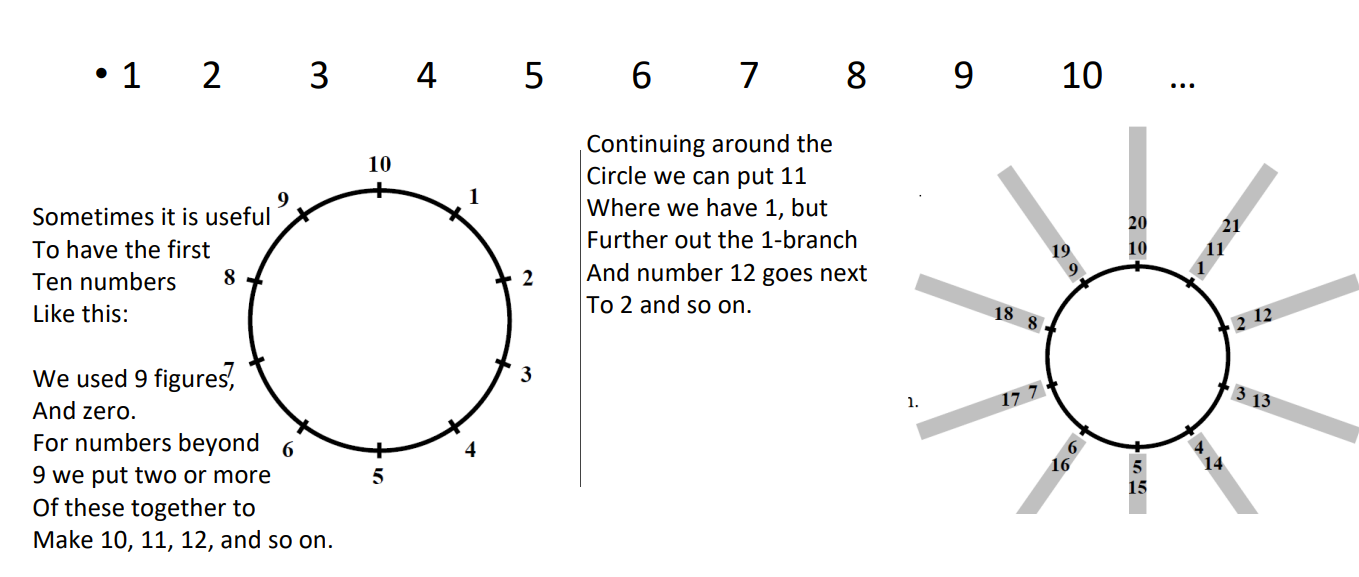 • 1 2 3 4 5 6 7 8 9 10 ...
Sometimes it is useful
To have the first
Ten numbers
Like this:
We used 9 figures,
And zero.
For numbers beyond
9 we put two or more
Of these together to
Make 10, 11, 12, and so on.
10
9 1
8 2
7 3
6 4
5
Continuing around the
Circle we can put 11
Where we have 1, but
Further out the 1-branch
And number 12 goes next
To 2 and so on.
20 21
19 10 11
9 1
18 8 2 12
17 7 3 13
6 4
16 5 14
15
.
n.